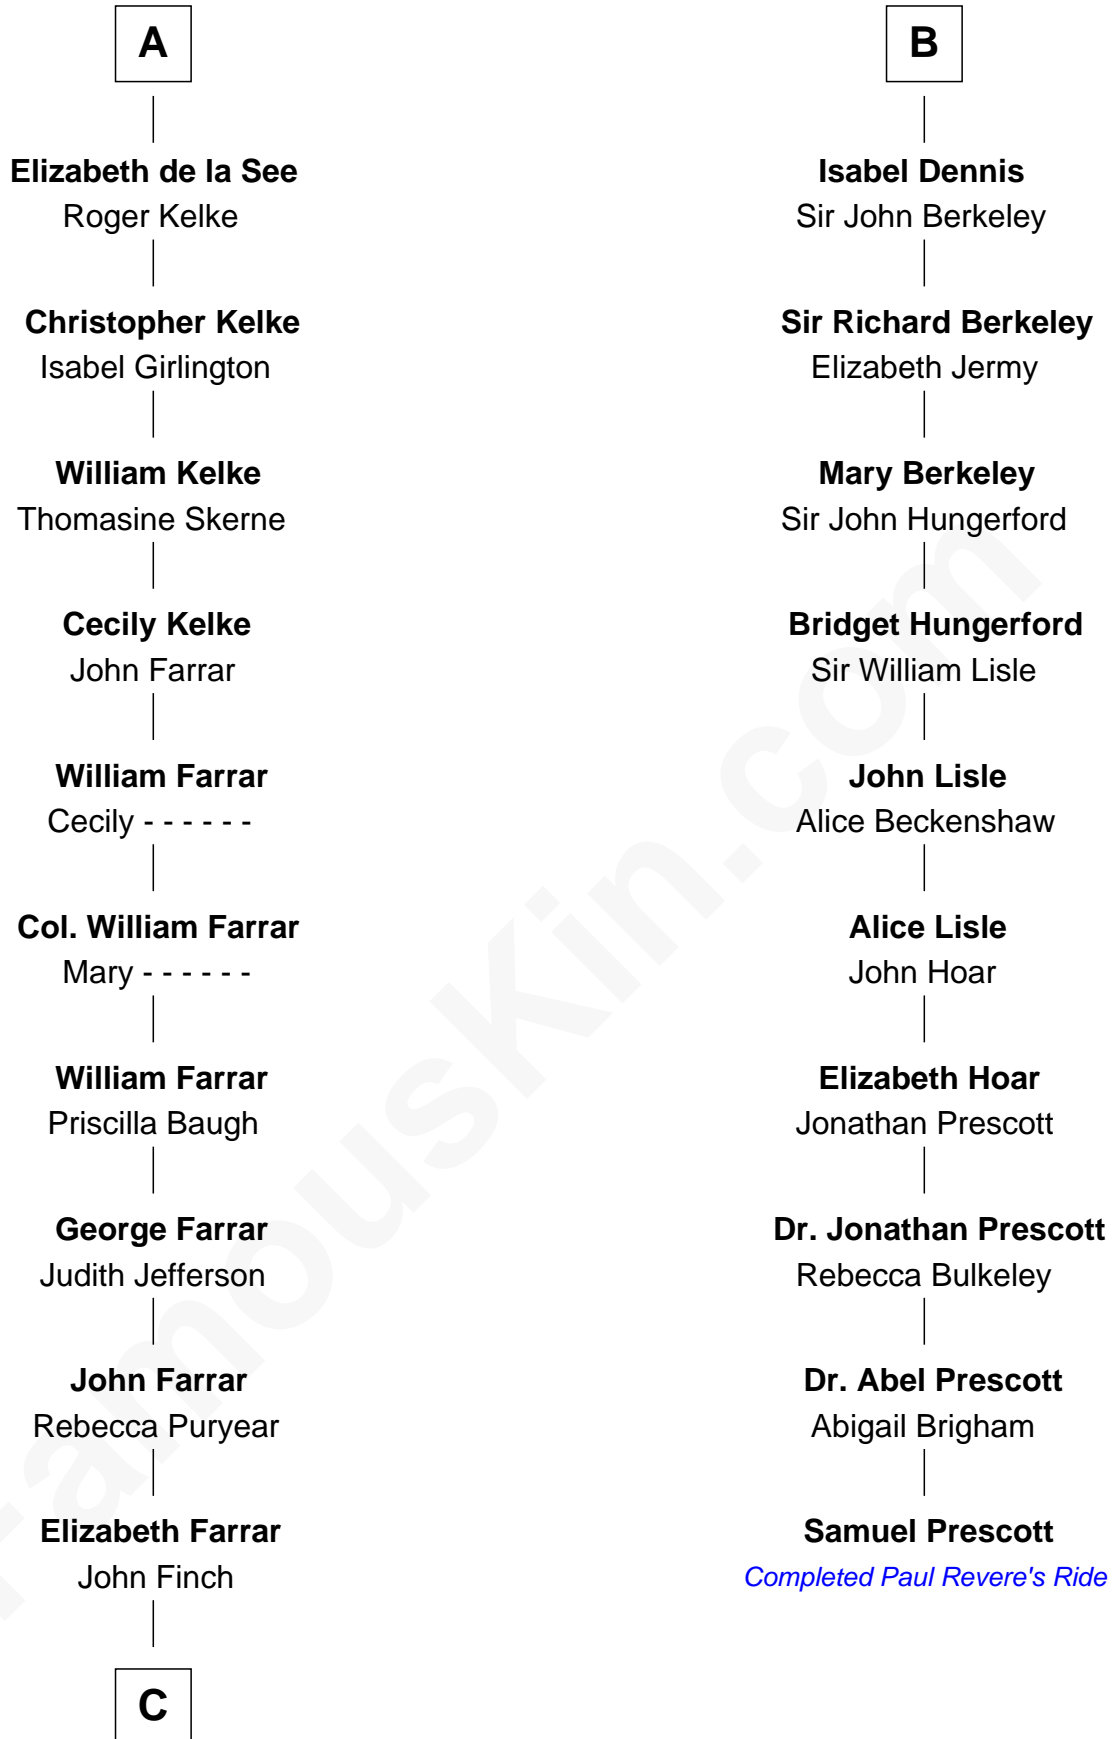 A
Elizabeth de la See
Roger Kelke
Christopher Kelke
Isabel Girlington
William Kelke
Thomasine Skerne
Cecily Kelke
John Farrar
William Farrar
Cecily - - - - - -
Col. William Farrar
Mary - - - - - -
William Farrar
Priscilla Baugh
George Farrar
Judith Jefferson
John Farrar
Rebecca Puryear
Elizabeth Farrar
John Finch
C
B
Isabel Dennis
Sir John Berkeley
Sir Richard Berkeley
Elizabeth Jermy
Mary Berkeley
Sir John Hungerford
Bridget Hungerford
Sir William Lisle
John Lisle
Alice Beckenshaw
Alice Lisle
John Hoar
Elizabeth Hoar
Jonathan Prescott
Dr. Jonathan Prescott
Rebecca Bulkeley
Dr. Abel Prescott
Abigail Brigham
Samuel Prescott
Completed Paul Revere's Ride
FamousKin.com